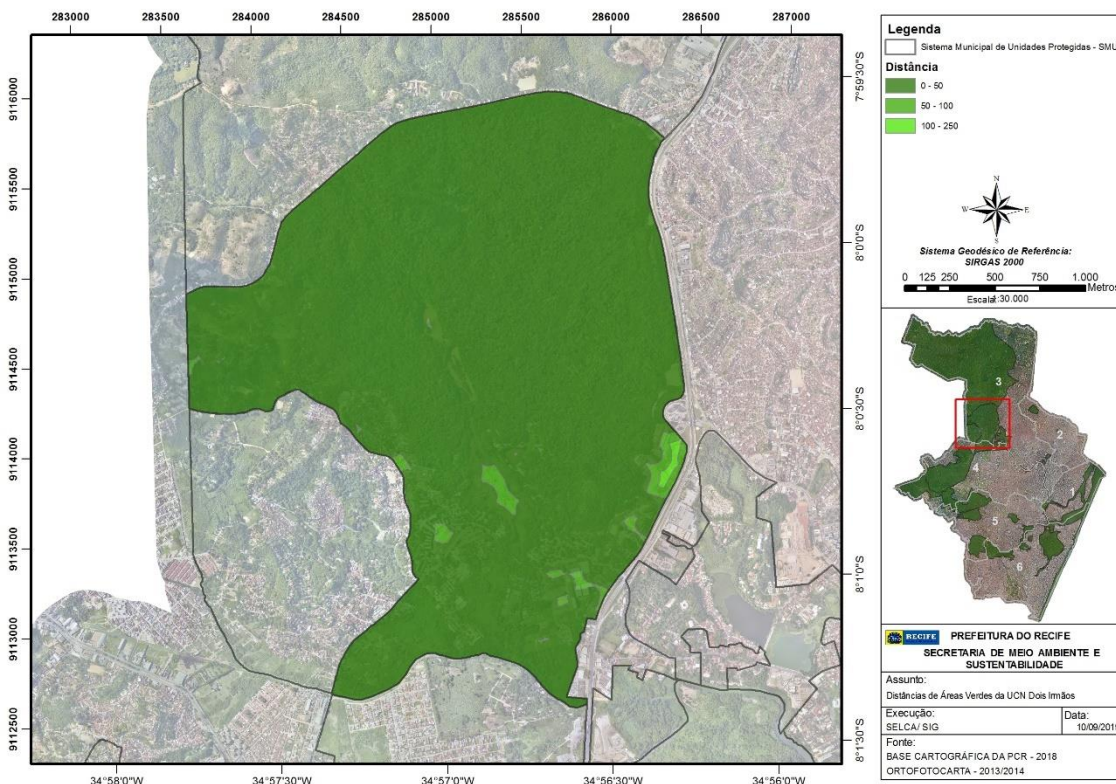 283000 283500 284000 284500 285000 285500 286000 286500 287000
9116000
9115500
9115000
9114500
9114000
9113500
9113000
9112500
7°59'30"S
8°0'0"S
8°0'30"S
8°1'0"S
8°1'30"S
34°58'0"W 34°57'30"W 34°57'0"W 34°56'30"W 34°56'0"W
Legenda
Sistema Municipal de Unidades Protegidas - SMU
Distância
0 - 50
50 - 100
100 - 250
N
W E
S
Sistema Geodésico de Referência:
SIRGAS 2000
0 125 250 500 750 1.000
Metros
Escala1:30.000
3
2
4
1
5
6
RECIFE PREFEITURA DO RECIFE
SECRETARIA DE MEIO AMBIENTE E
SUSTENTABILIDADE
Assunto:
Distâncias de Áreas Verdes da UCN Dois Irmãos
Execução:
SELCA/ SIG
Data:
10/09/2019
Fonte:
BASE CARTOGRÁFICA DA PCR - 2018
ORTOFOTOCARTA - 2013/2014